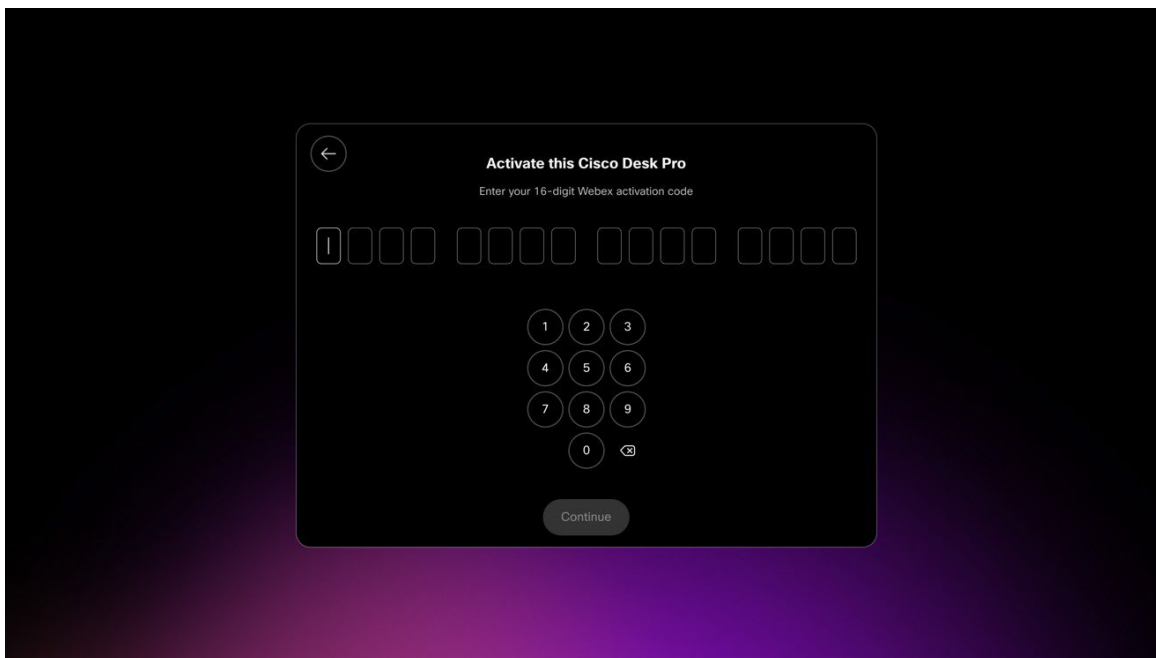 Activate this Cisco Desk Pro
Enter your 16-digit Webex activation code
1 2 3
4 5 6
7 8 9
0
Continue